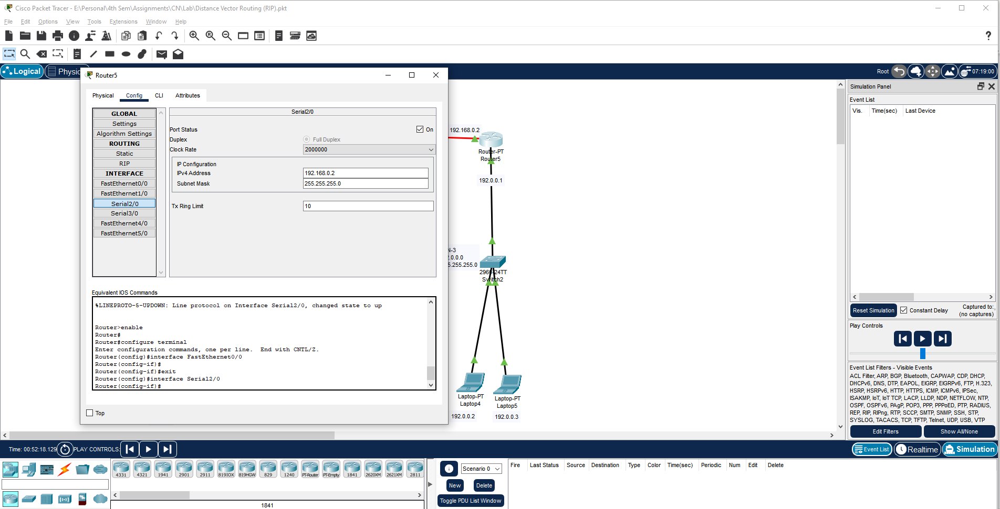 Cisco Packet Tracer - E:\Personal\4th Sem\Assignments\CN\Lab\Distance Vector Routing (RIP).pkt
File Edit Options View Tools Extensions Window Help
Logical
Physic
Root
07:19:00
Router5
Physical Config CLI Attributes
GLOBAL
Settings
Algorithm Settings
ROUTING
Static
RIP
INTERFACE
FastEthernet0/0
FastEthernet1/0
Serial2/0
Serial3/0
FastEthernet4/0
FastEthernet5/0
Serial2/0
Port Status
On
Duplex
Full Duplex
Clock Rate
2000000
IP Configuration
IPv4 Address
192.168.0.2
Subnet Mask
255.255.255.0
Tx Ring Limit
10
Equivalent IOS Commands
%LINEPROTO-5-UPDOWN: Line protocol on Interface Serial2/0, changed state to up
Router>enable
Router#
Router#configure terminal
Enter configuration commands, one per line. End with CNTL/Z.
Router(config)#interface FastEthernet0/0
Router(config-if)#
Router(config-if)#exit
Router(config)#interface Serial2/0
Router(config-if)#
Top
192.168.0.2
Router-PT
Router5
192.0.0.1
N-3
.0.0.0
5.255.255.0
2960-24TT
Switch2
Laptop-PT
Laptop4
192.0.0.2
Laptop-PT
Laptop5
192.0.0.3
Simulation Panel
Event List
Vis. Time(sec) Last Device
Reset Simulation
Constant Delay
Captured to:
(no captures)
Play Controls
Event List Filters - Visible Events
ACL Filter, ARP, BGP, Bluetooth, CAPWAP, CDP, DHCP,
DHCPv6, DNS, DTP, EAPOL, EIGRP, EIGRPv6, FTP, H.323,
HSRP, HSRPv6, HTTP, HTTPS, ICMP, ICMPv6, IPSec,
ISAKMP, IoT, IoT TCP, LACP, LLDP, NDP, NETFLOW, NTP,
OSPF, OSPFv6, PAgP, POP3, PPP, PPPoED, PTP, RADIUS,
REP, RIP, RIPng, RTP, SCCP, SMTP, SNMP, SSH, STP,
SYSLOG, TACACS, TCP, TFTP, Telnet, UDP, USB, VTP
Edit Filters
Show All/None
Time: 00:52:18.129
PLAY CONTROLS:
Event List
Realtime
Simulation
4331 4321 1941 2901 2911 819IOX 819HGW 829 1240 PT-Router PT-Empty 1841 2620XM 2621XM 2811
1841
Scenario 0
New
Delete
Toggle PDU List Window
Fire Last Status Source Destination Type Color Time(sec) Periodic Num Edit Delete